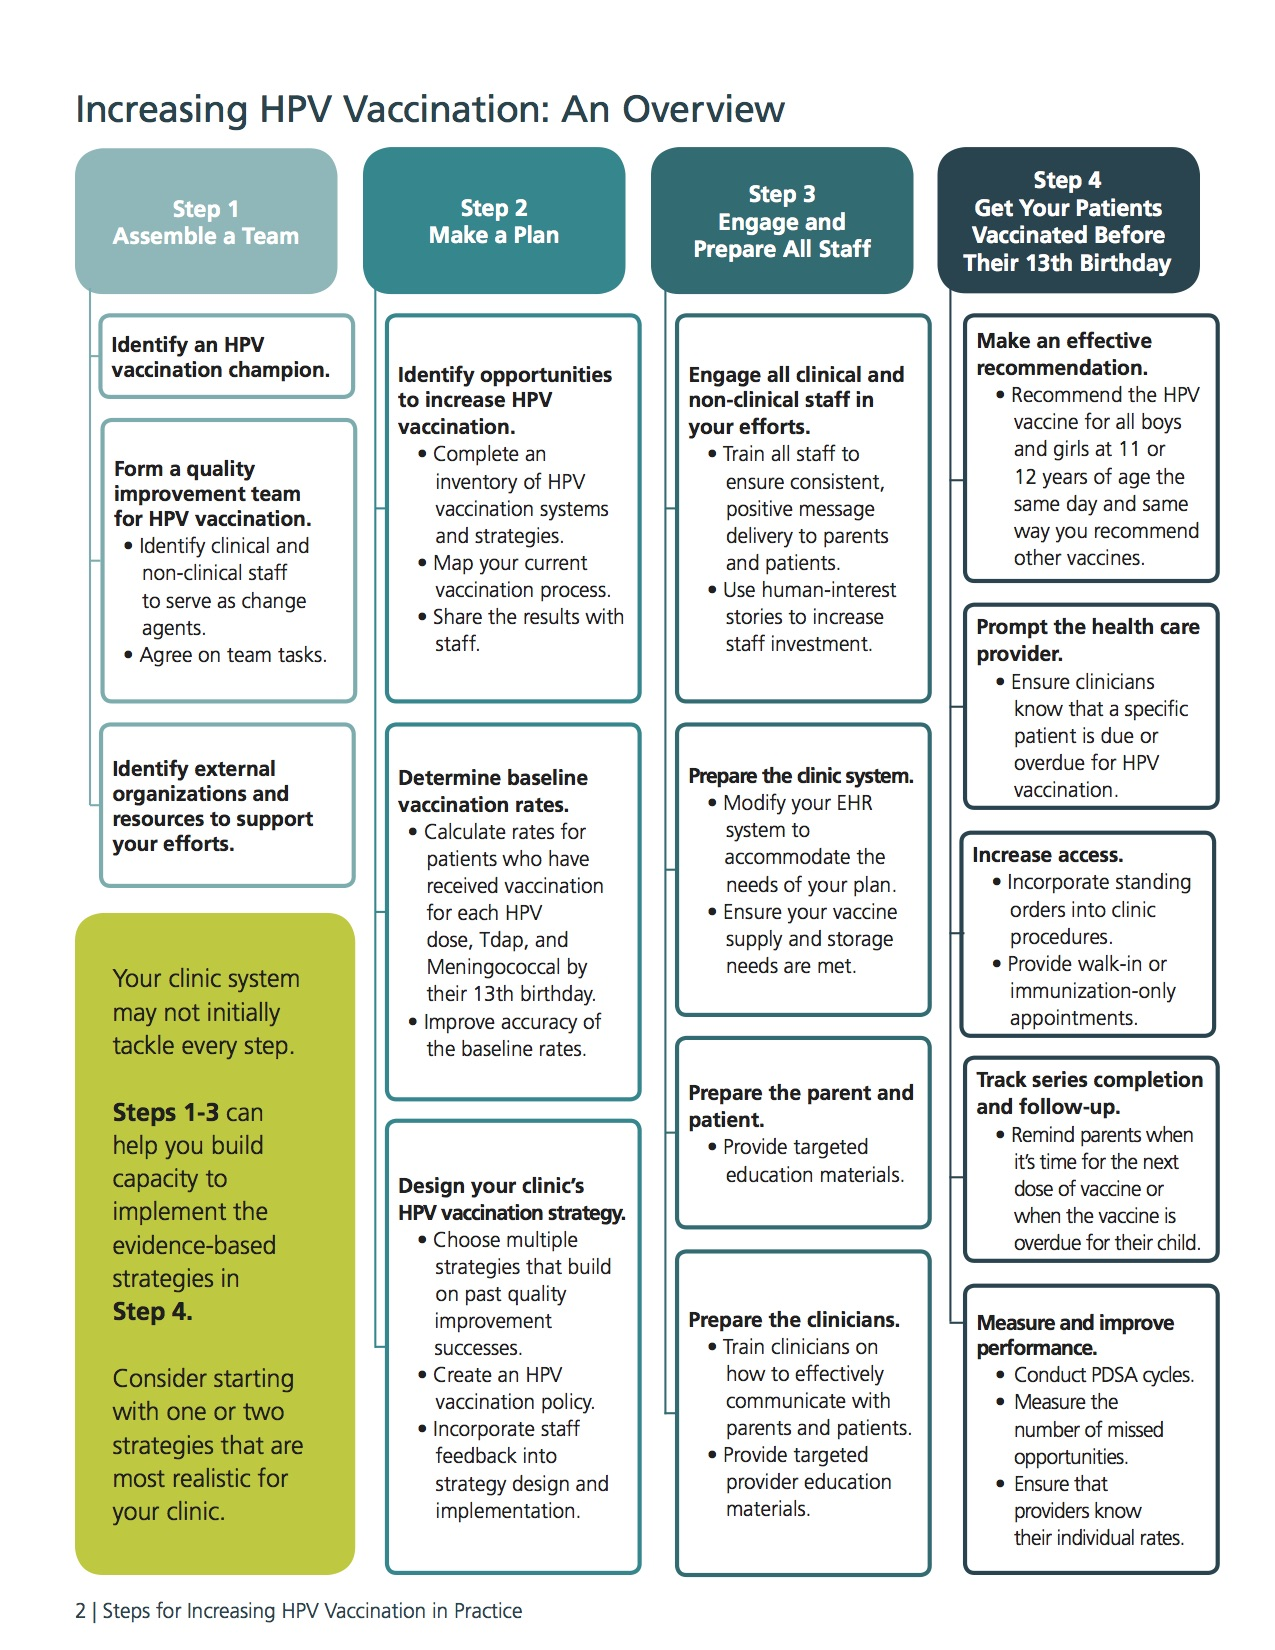 Increasing HPV Vaccination: An Overview
Step 1
Assemble a Team
Identify an HPV
vaccination champion.
Form a quality
improvement team
for HPV vaccination.
• Identify clinical and
non-clinical staff
to serve as change
agents.
• Agree on team tasks.
Identify external
organizations and
resources to support
your efforts.
Your clinic system
may not initially
tackle every step.
Steps 1-3 can
help you build
capacity to
implement the
evidence-based
strategies in
Step 4.
Consider starting
with one or two
strategies that are
most realistic for
your clinic.
Step 2
Make a Plan
Identify opportunities
to increase HPV
vaccination.
• Complete an
inventory of HPV
vaccination systems
and strategies.
• Map your current
vaccination process.
• Share the results with
staff.
Determine baseline
vaccination rates.
• Calculate rates for
patients who have
received vaccination
for each HPV
dose, Tdap, and
Meningococcal by
their 13th birthday.
• Improve accuracy of
the baseline rates.
Design your clinic's
HPV vaccination strategy.
• Choose multiple
strategies that build
on past quality
improvement
successes.
• Create an HPV
vaccination policy.
• Incorporate staff
feedback into
strategy design and
implementation.
Step 3
Engage and
Prepare All Staff
Engage all clinical and
non-clinical staff in
your efforts.
• Train all staff to
ensure consistent,
positive message
delivery to parents
and patients.
• Use human-interest
stories to increase
staff investment.
Prepare the clinic system.
• Modify your EHR
system to
accommodate the
needs of your plan.
• Ensure your vaccine
supply and storage
needs are met.
Prepare the parent and
patient.
• Provide targeted
education materials.
Prepare the clinicians.
• Train clinicians on
how to effectively
communicate with
parents and patients.
• Provide targeted
provider education
materials.
Step 4
Get Your Patients
Vaccinated Before
Their 13th Birthday
Make an effective
recommendation.
• Recommend the HPV
vaccine for all boys
and girls at 11 or
12 years of age the
same day and same
way you recommend
other vaccines.
Prompt the health care
provider.
• Ensure clinicians
know that a specific
patient is due or
overdue for HPV
vaccination.
Increase access.
• Incorporate standing
orders into clinic
procedures.
• Provide walk-in or
immunization-only
appointments.
Track series completion
and follow-up.
• Remind parents when
it's time for the next
dose of vaccine or
when the vaccine is
overdue for their child.
Measure and improve
performance.
• Conduct PDSA cycles.
• Measure the
number of missed
opportunities.
• Ensure that
providers know
their individual rates.
2 | Steps for Increasing HPV Vaccination in Practice